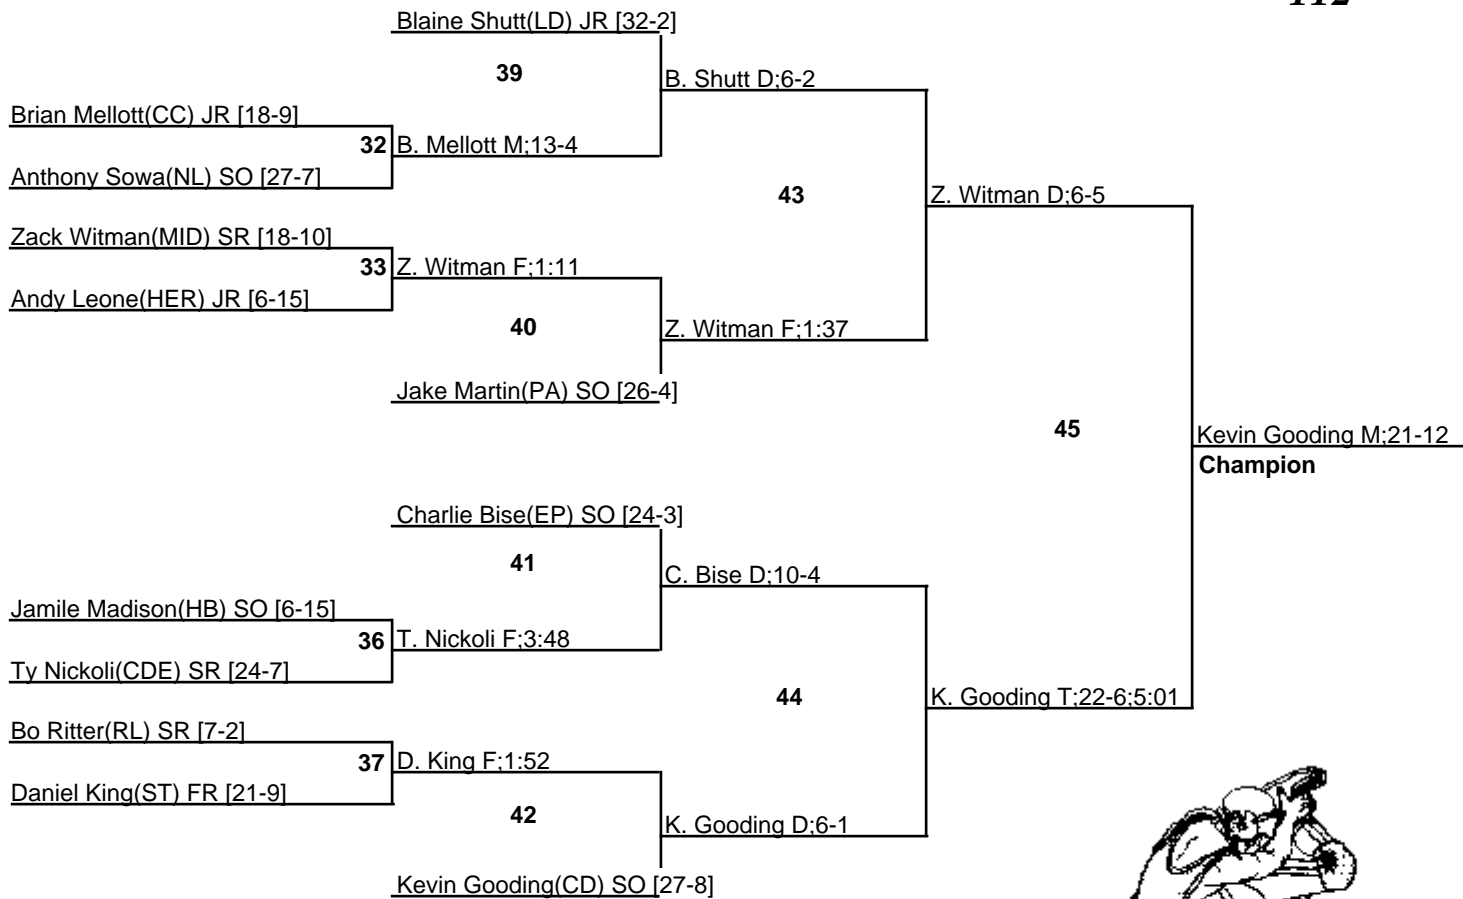 Blaine Shutt(LD) JR [32-2]
39
B. Shutt D;6-2
Brian Mellott(CC) JR [18-9]
32 B. Mellott M;13-4
Anthony Sowa(NL) SO [27-7]
43
Z. Witman D;6-5
Zack Witman(MID) SR [18-10]
33 Z. Witman F;1:11
Andy Leone(HER) JR [6-15]
40
Z. Witman F;1:37
Jake Martin(PA) SO [26-4]
45
Kevin Gooding M;21-12
Champion
Charlie Bise(EP) SO [24-3]
41
C. Bise D;10-4
Jamile Madison(HB) SO [6-15]
36 T. Nickoli F;3:48
Ty Nickoli(CDE) SR [24-7]
44
K. Gooding T;22-6;5:01
Bo Ritter(RL) SR [7-2]
37 D. King F;1:52
Daniel King(ST) FR [21-9]
42
K. Gooding D;6-1
Kevin Gooding(CD) SO [27-8]